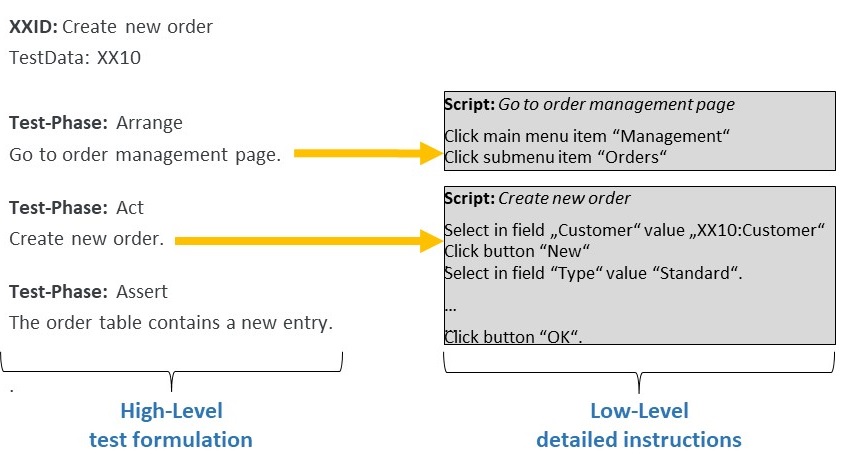 XXID: Create new order
TestData: XX10
Test-Phase: Arrange
Go to order management page.
Test-Phase: Act
Create new order.
Test-Phase: Assert
The order table contains a new entry.
.
High-Level
test formulation
Script: Go to order management page
Click main menu item “Management“
Click submenu item “Orders“
Script: Create new order
Select in field „Customer“ value „XX10:Customer“
Click button “New“
Select in field “Type“ value “Standard“.
…
…
Click button “OK“.
Low-Level
detailed instructions